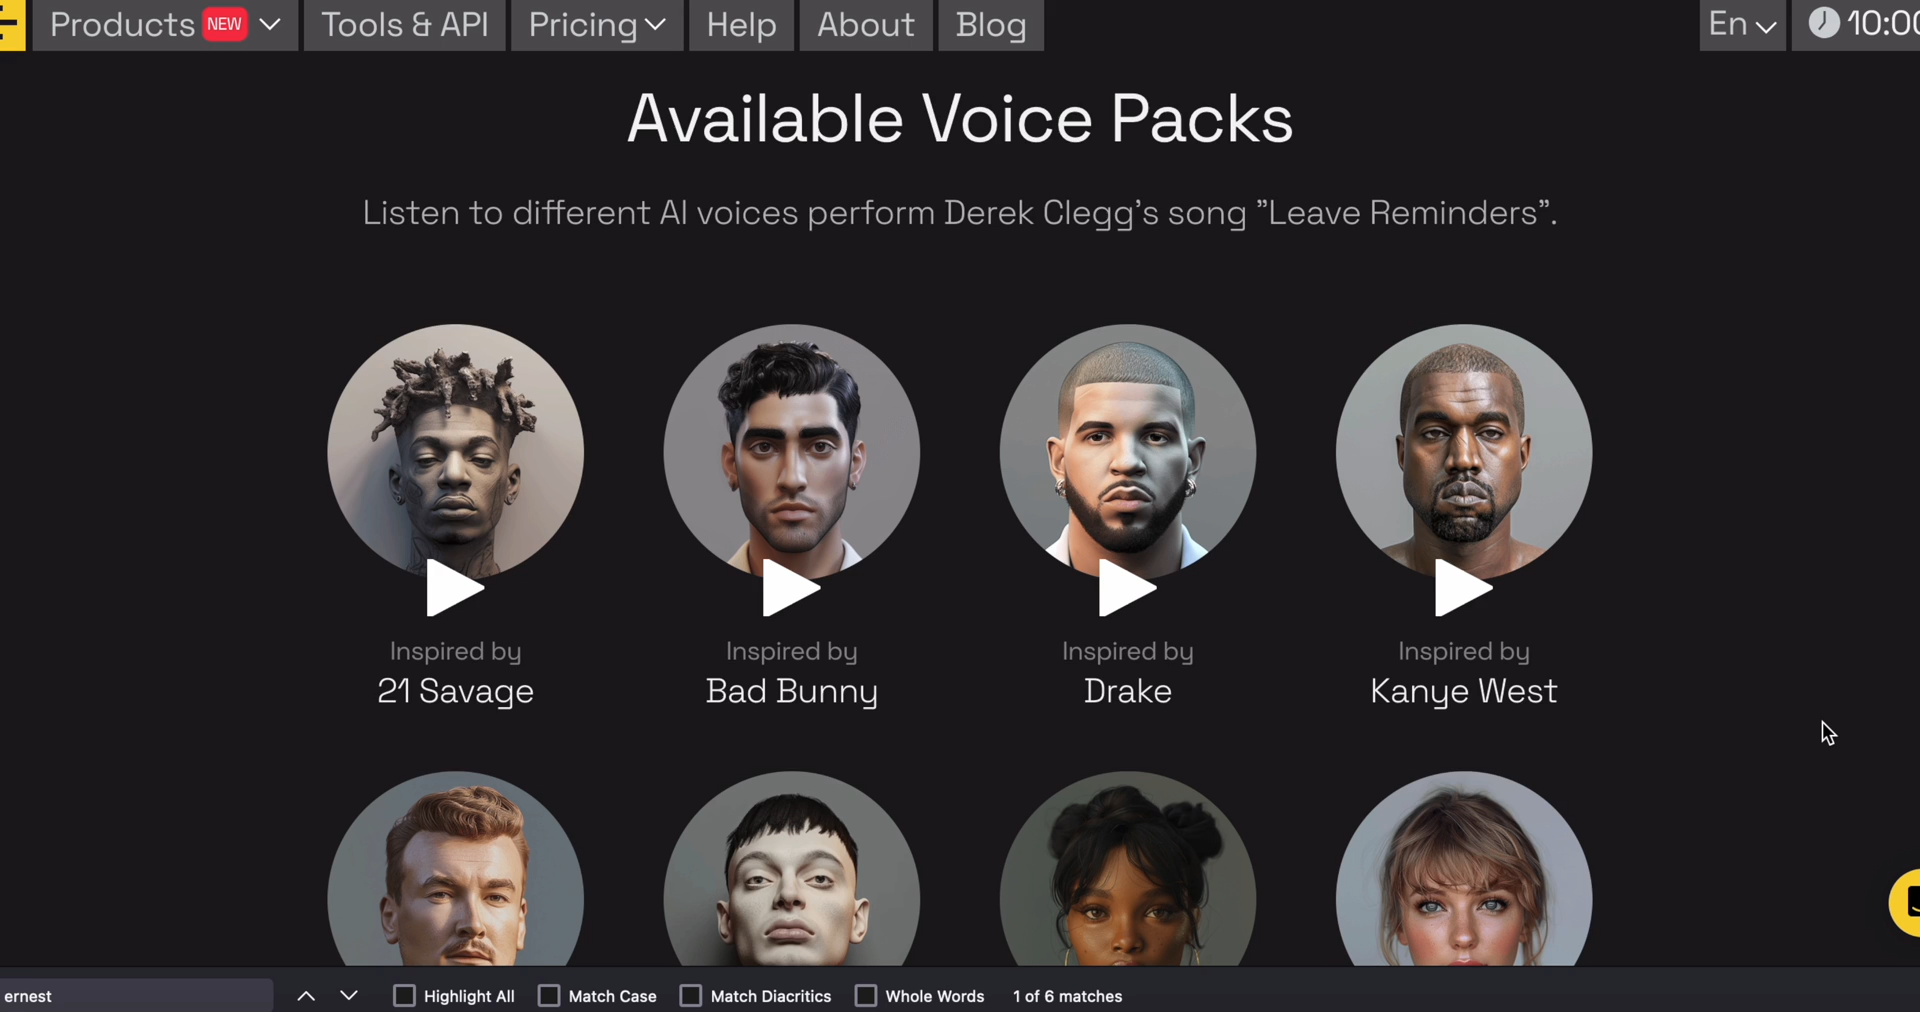 Products NEW Tools & API Pricing Help About Blog En 10:00
Available Voice Packs
Listen to different AI voices perform Derek Clegg's song "Leave Reminders".
Inspired by Inspired by Inspired by Inspired by
21 Savage Bad Bunny Drake Kanye West
ernest Highlight All Match Case Match Diacritics Whole Words 1 of 6 matches